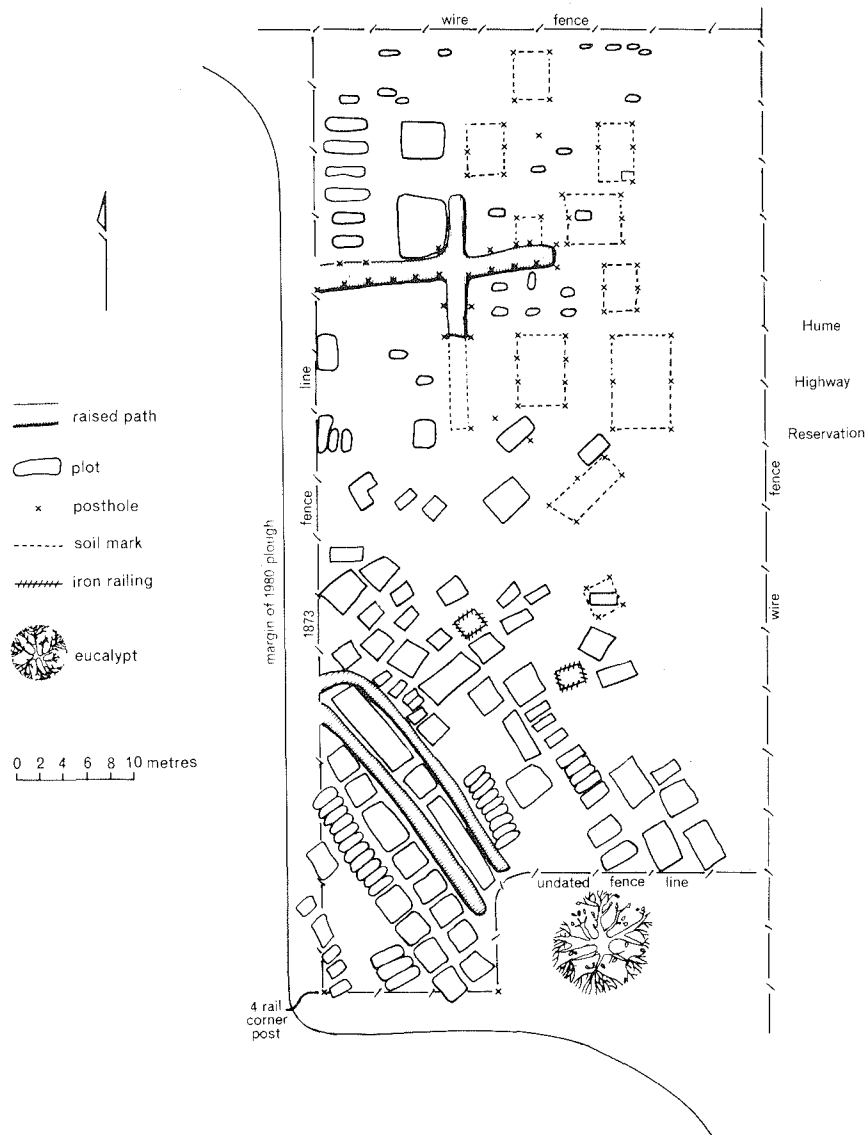 wire fence
Hume
Highway
Reservation
line
fence
1873
margin of 1980 plough
fence
wire
raised path
plot
posthole
soil mark
iron railing
eucalypt
0 2 4 6 8 10 metres
undated fence line
4 rail
corner
post